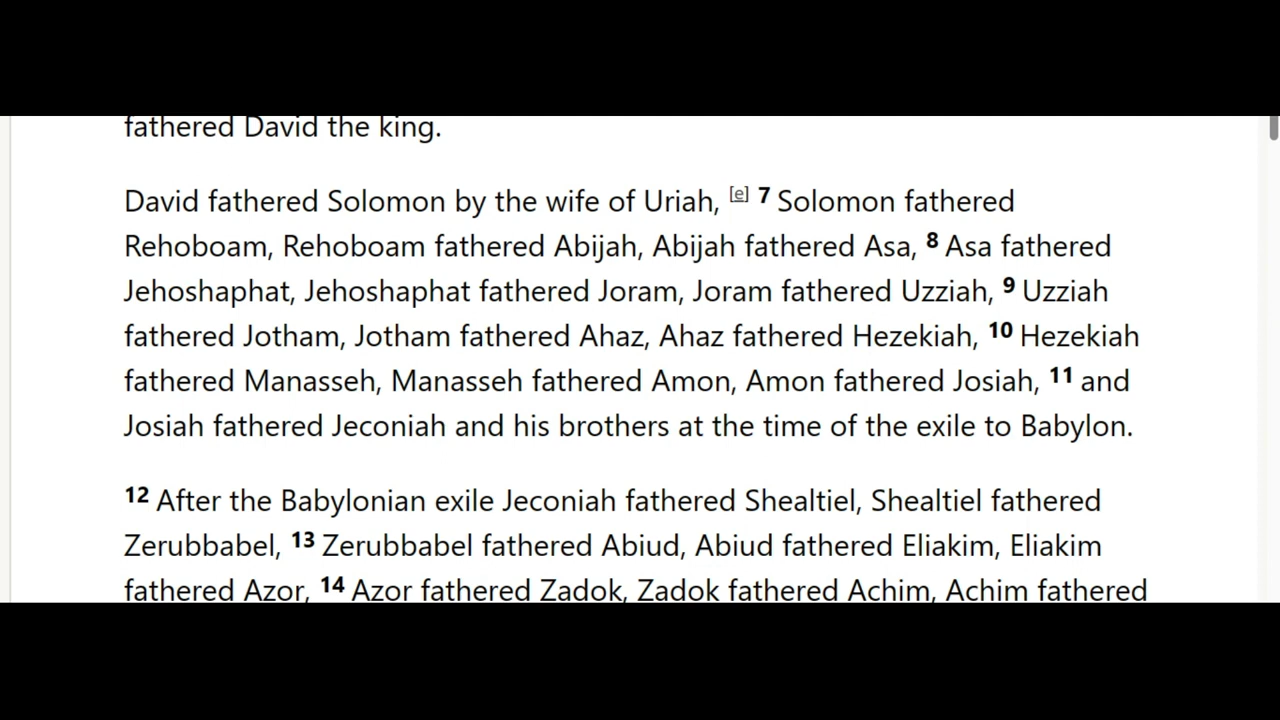 fathered David the king.
David fathered Solomon by the wife of Uriah, [e] 7 Solomon fathered
Rehoboam, Rehoboam fathered Abijah, Abijah fathered Asa, 8 Asa fathered
Jehoshaphat, Jehoshaphat fathered Joram, Joram fathered Uzziah, 9 Uzziah
fathered Jotham, Jotham fathered Ahaz, Ahaz fathered Hezekiah, 10 Hezekiah
fathered Manasseh, Manasseh fathered Amon, Amon fathered Josiah, 11 and
Josiah fathered Jeconiah and his brothers at the time of the exile to Babylon.
12 After the Babylonian exile Jeconiah fathered Shealtiel, Shealtiel fathered
Zerubbabel, 13 Zerubbabel fathered Abiud, Abiud fathered Eliakim, Eliakim
fathered Azor, 14 Azor fathered Zadok, Zadok fathered Achim, Achim fathered